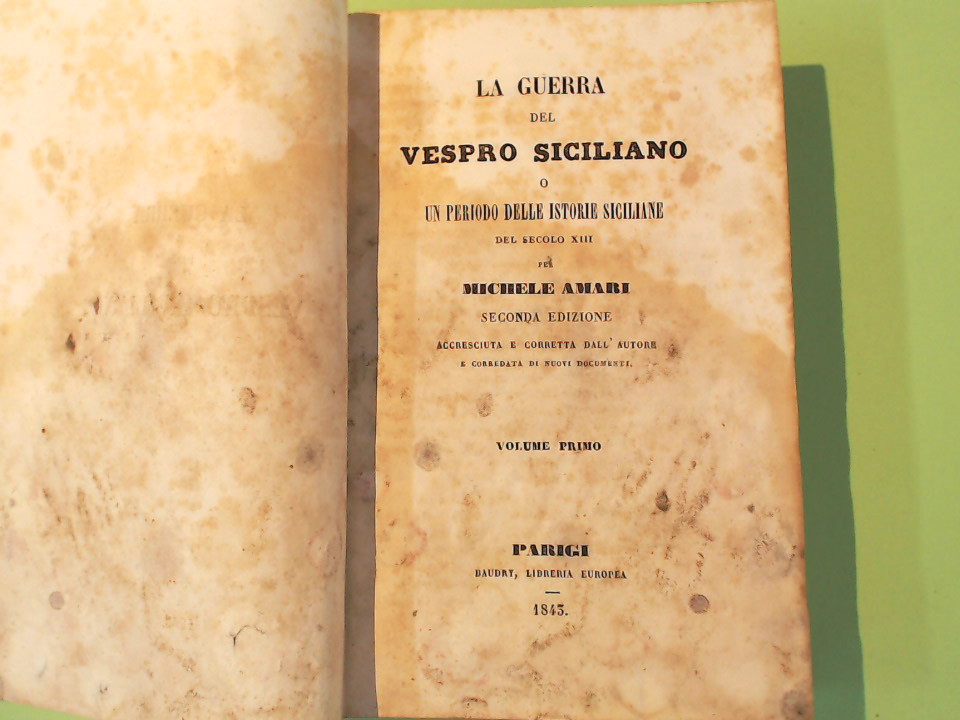 LA GUERRA
DEL
VESPRO SICILIANO
O
UN PERIODO DELLE ISTORIE SICILIANE
DEL SECOLO XIII
PER
MICHELE AMARI
SECONDA EDIZIONE
ACCRESCIUTA E CORRETTA DALL' AUTORE
E CORREDATA DI NUOVI DOCUMENTI.
VOLUME PRIMO
PARIGI
BAUDRY, LIBRERIA EUROPEA
1843.